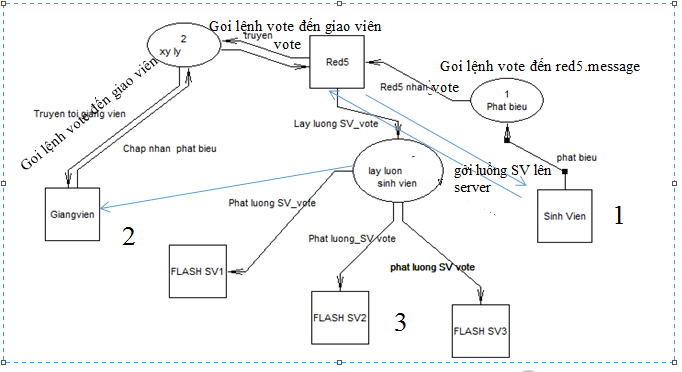 Goi lệnh vote đến giao viên
vote
truyen
2
xy ly
Red5
Goi lệnh vote đến red5.message
vote
Red5 nhan
1
Phat bieu
Goi lệnh vote đến giao viên
Truyen toi giang vien
Chap nhan phat bieu
Lay luong SV_vote
lay luon
sinh vien
gởi luồng SV lên
server
phat bieu
Sinh Vien
1
Giangvien
2
Phat luong SV_vote
Phat luong_SV_vote
phat luong SV vote
FLASH SV1
FLASH SV2
3
FLASH SV3